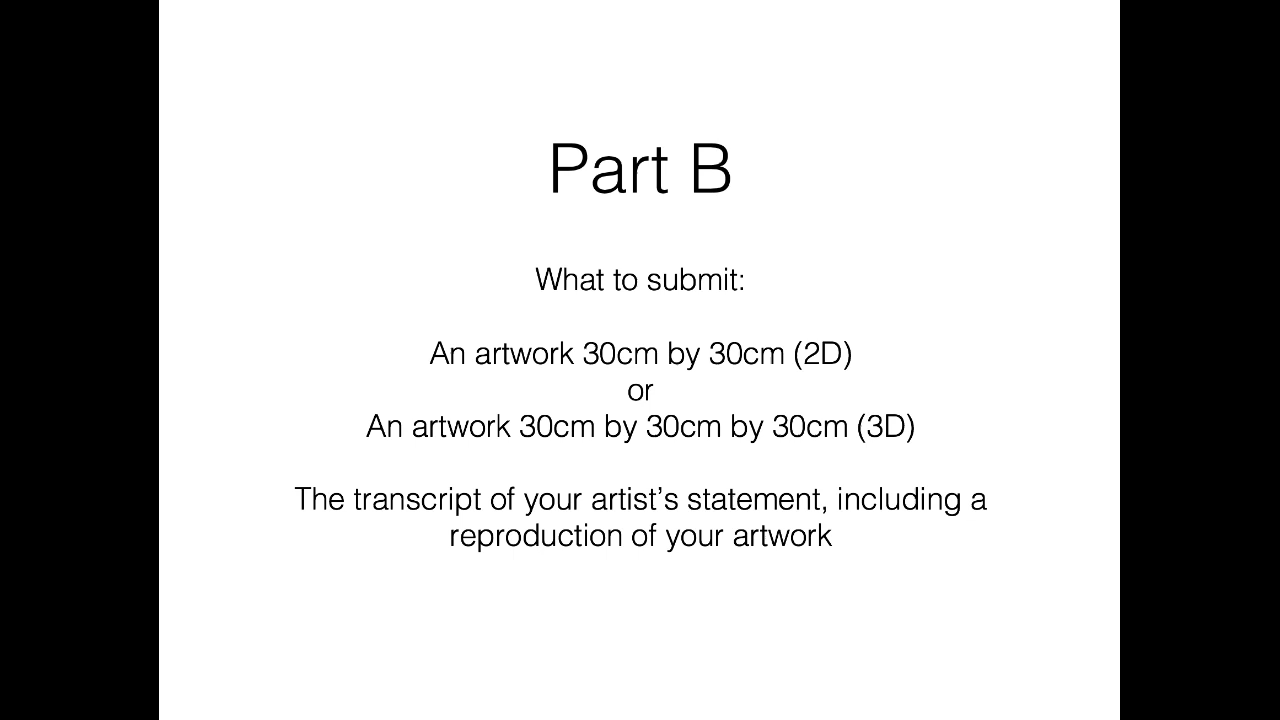 Part B
What to submit:
An artwork 30cm by 30cm (2D)
or
An artwork 30cm by 30cm by 30cm (3D)
The transcript of your artist’s statement, including a
reproduction of your artwork